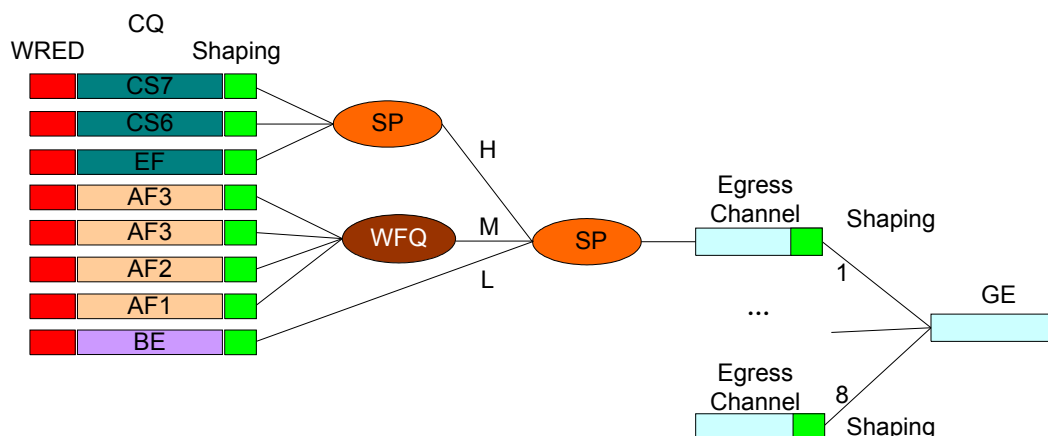 CQ
WRED
Shaping
CS7
CS6
EF
AF3
AF3
AF2
AF1
BE
SP
H
WFQ
M
L
SP
Egress
Channel
Shaping
1
...
GE
Egress
Channel
8
Shaping